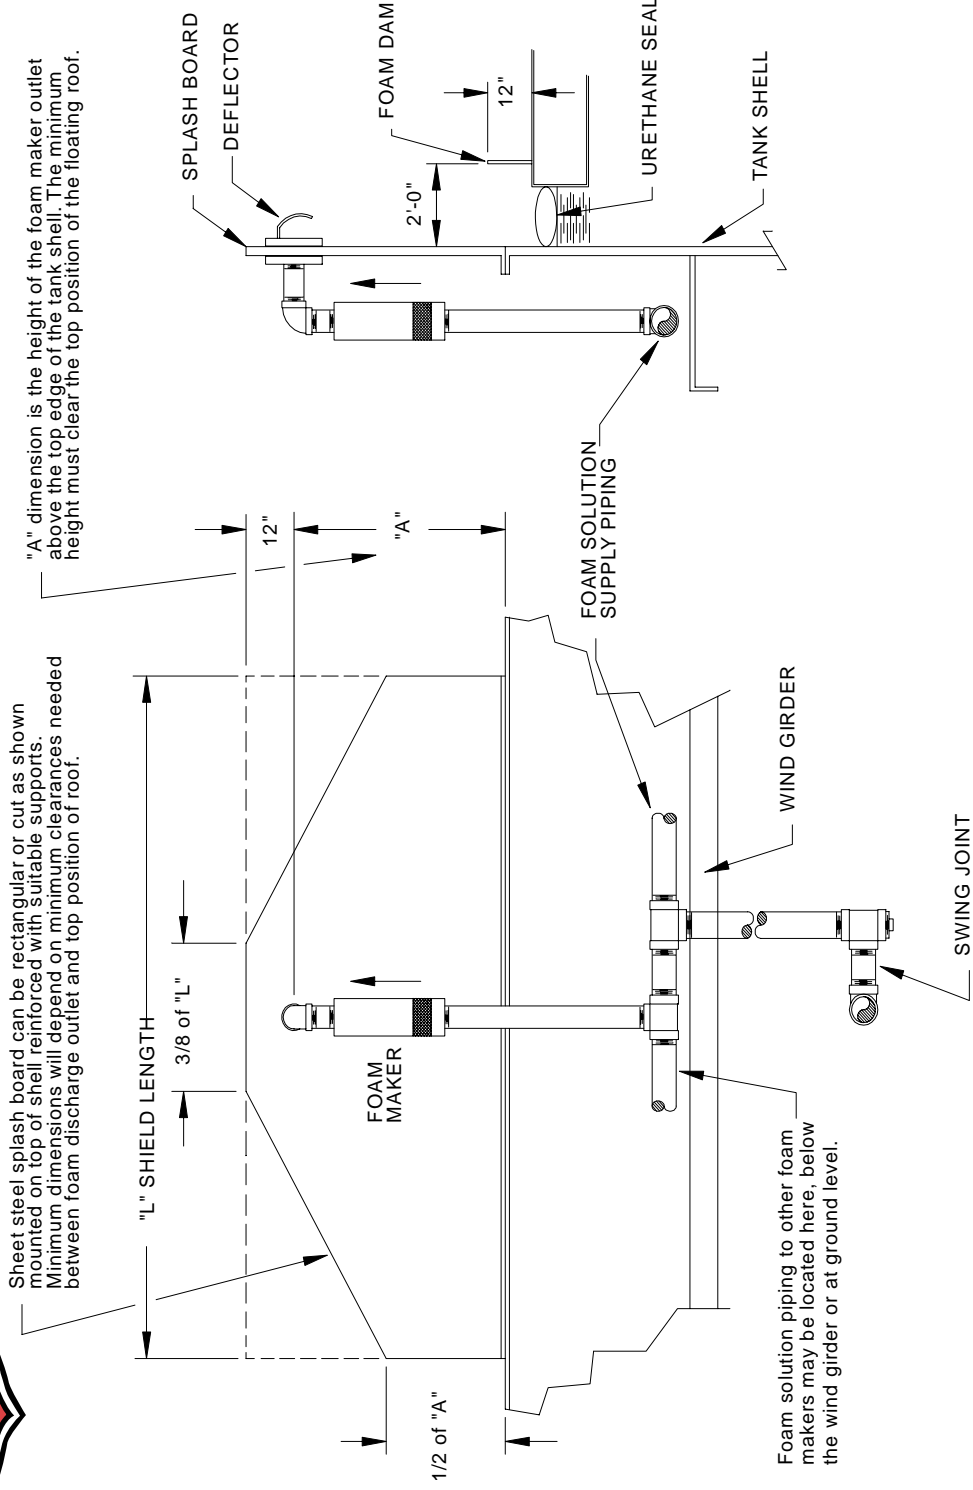 Sheet steel splash board can be rectangular or cut as shown
mounted on top of shell reinforced with suitable supports.
Minimum dimensions will depend on minimum clearances needed
between foam discharge outlet and top position of roof.
"A" dimension is the height of the foam maker outlet
above the top edge of the tank shell. The minimum
height must clear the top position of the floating roof.
"L" SHIELD LENGTH
3/8 of "L"
12"
"A"
1/2 of "A"
FOAM
MAKER
SPLASH BOARD
DEFLECTOR
FOAM DAM
2'-0"
12"
URETHANE SEAL
TANK SHELL
FOAM SOLUTION
SUPPLY PIPING
WIND GIRDER
SWING JOINT
Foam solution piping to other foam
makers may be located here, below
the wind girder or at ground level.